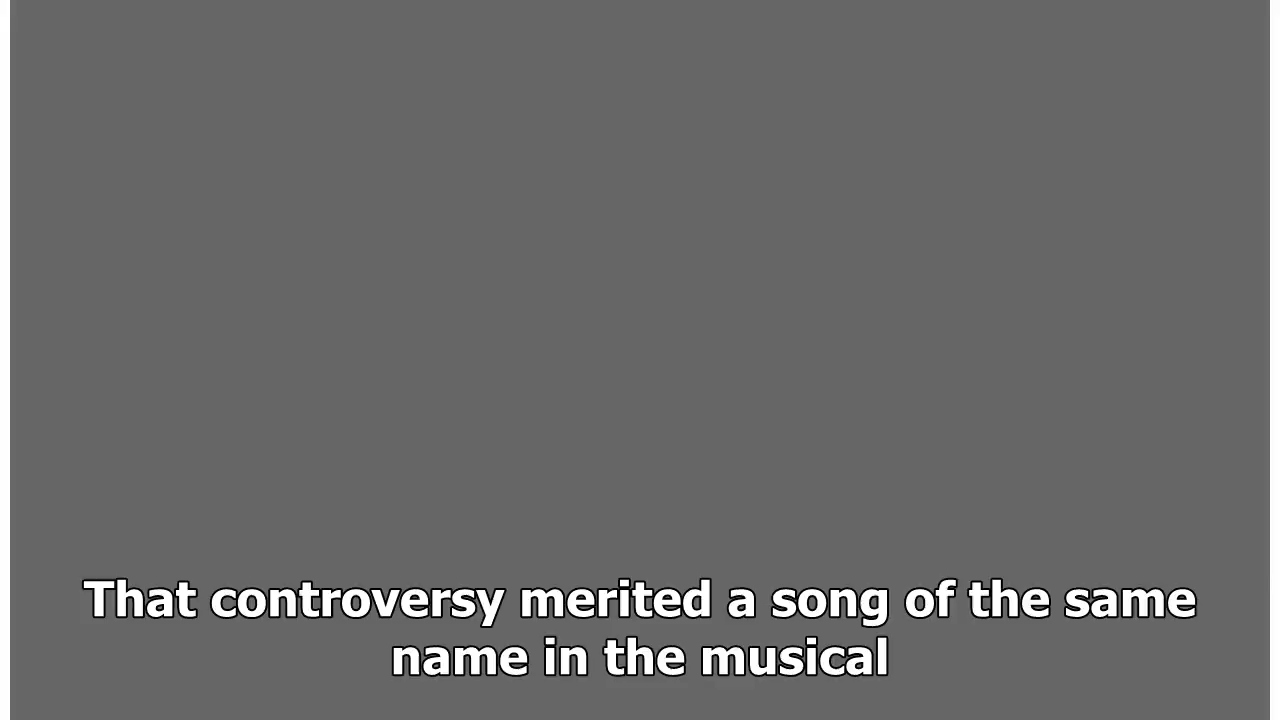 That controversy merited a song of the same
name in the musical